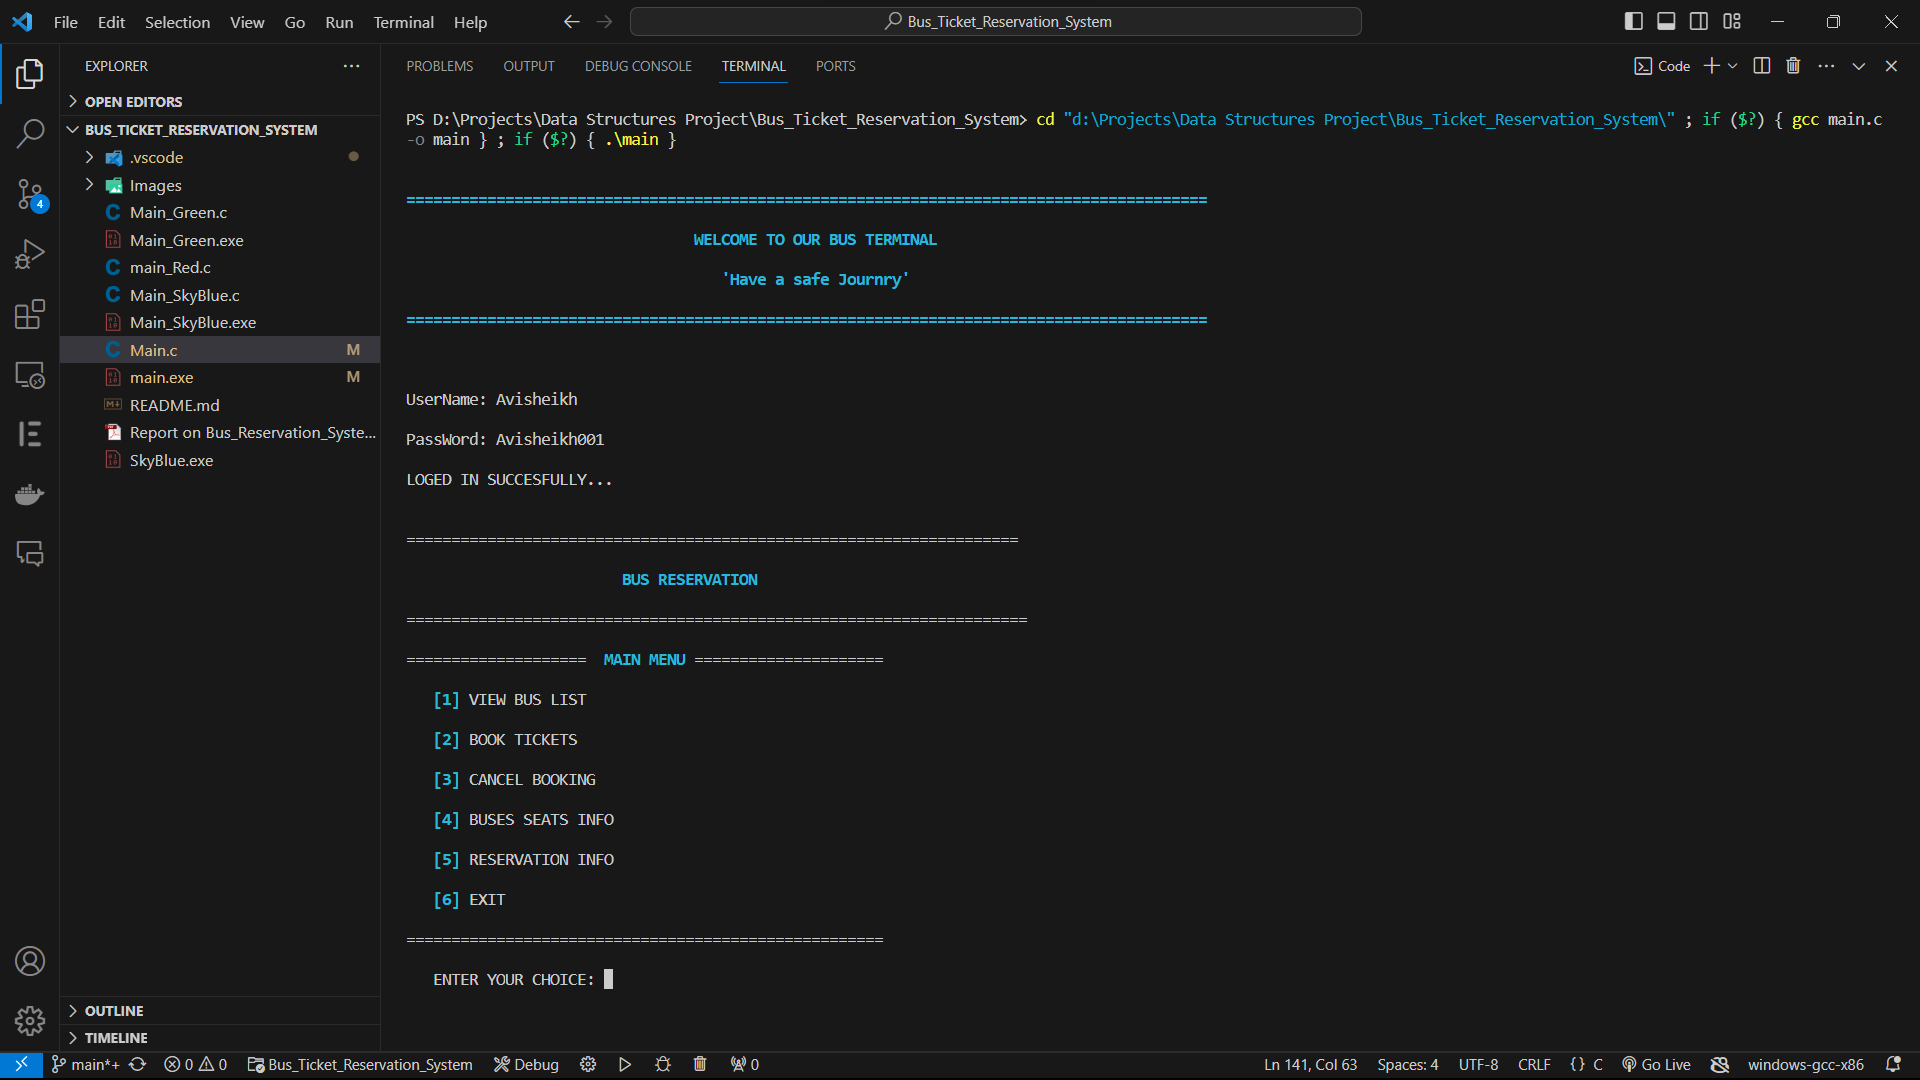 File Edit Selection View Go Run Terminal Help Bus_Ticket_Reservation_System
EXPLORER
OPEN EDITORS
BUS_TICKET_RESERVATION_SYSTEM
.vscode
Images
Main_Green.c
Main_Green.exe
main_Red.c
Main_SkyBlue.c
Main_SkyBlue.exe
Main.c M
main.exe M
README.md
Report on Bus_Reservation_Syste...
SkyBlue.exe
OUTLINE
TIMELINE
4
PROBLEMS OUTPUT DEBUG CONSOLE TERMINAL PORTS Code
PS D:\Projects\Data Structures Project\Bus_Ticket_Reservation_System> cd "d:\Projects\Data Structures Project\Bus_Ticket_Reservation_System\" ; if ($?) { gcc main.c
-o main } ; if ($?) { .\main }
=========================================================================================
WELCOME TO OUR BUS TERMINAL
'Have a safe Journry'
=========================================================================================
UserName: Avisheikh
PassWord: Avisheikh001
LOGED IN SUCCESFULLY...
====================================================================
BUS RESERVATION
=====================================================================
==================== MAIN MENU =====================
[1] VIEW BUS LIST
[2] BOOK TICKETS
[3] CANCEL BOOKING
[4] BUSES SEATS INFO
[5] RESERVATION INFO
[6] EXIT
=====================================================
ENTER YOUR CHOICE:
main*+ 0 0 Bus_Ticket_Reservation_System Debug 0 Ln 141, Col 63 Spaces: 4 UTF-8 CRLF {} C Go Live windows-gcc-x86